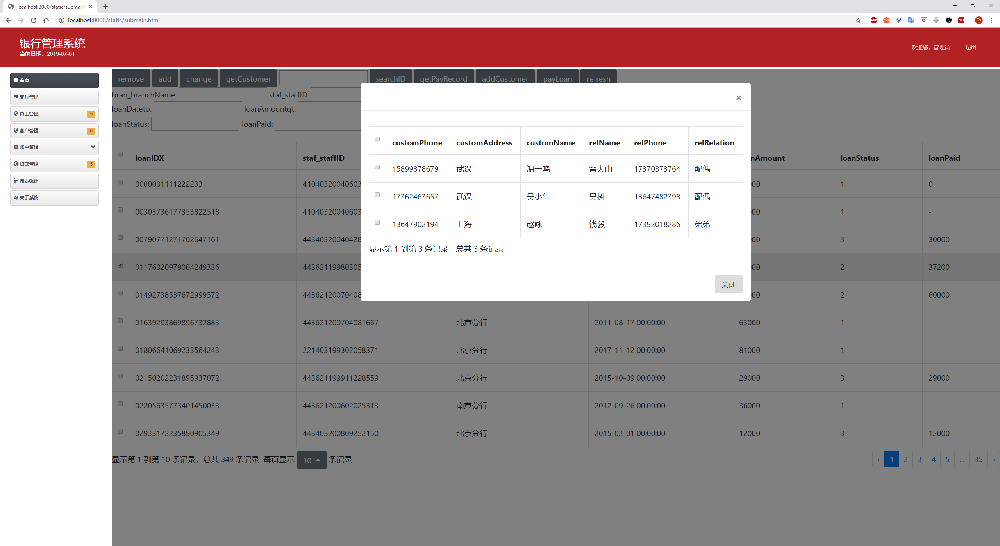 localhost:8000/static/submain
localhost:8000/static/submain.html
银行管理系统
当前日期：2019-07-01
欢迎您，管理员 退出
首页
支行管理
员工管理 5
客户管理 5
账户管理
贷款管理 5
图表统计
关于系统
remove add change getCustomer searchID getPayRecord addCustomer payLoan refresh
bran_branchName: staf_staffID:
loanDateto: loanAmountgt:
loanStatus: loanPaid:
×
customPhone customAddress customName relName relPhone relRelation
15899878679 武汉 温一鸣 雷大山 17370373764 配偶
17362463657 武汉 吴小牛 吴树 13647482398 配偶
13647902194 上海 赵咏 钱毅 17392018286 弟弟
显示第 1 到第 3 条记录，总共 3 条记录
关闭
loanIDX staf_staffID nAmount loanStatus loanPaid
0000001111222233 41040320040603 00 1 0
00303736177353822518 41040320040603 00 1 -
00790771271702647161 44340320040428 00 3 30000
01176020979004249336 44362119980305 00 2 37200
01492738537672999572 44362120070408 00 2 60000
01639293869896732883 443621200704081667 北京分行 2011-08-17 00:00:00 63000 1 -
01806641069233564243 221403199302058371 北京分行 2017-11-12 00:00:00 81000 1 -
02150202231895937072 443621199911228559 北京分行 2015-10-09 00:00:00 29000 3 29000
02205635773401450033 443621200602025313 南京分行 2012-09-26 00:00:00 36000 1 -
02933172235890905349 443403200809252150 北京分行 2015-02-01 00:00:00 12000 3 12000
显示第 1 到第 10 条记录，总共 349 条记录 每页显示 10 条记录 ‹ 1 2 3 4 5 ... 35 ›